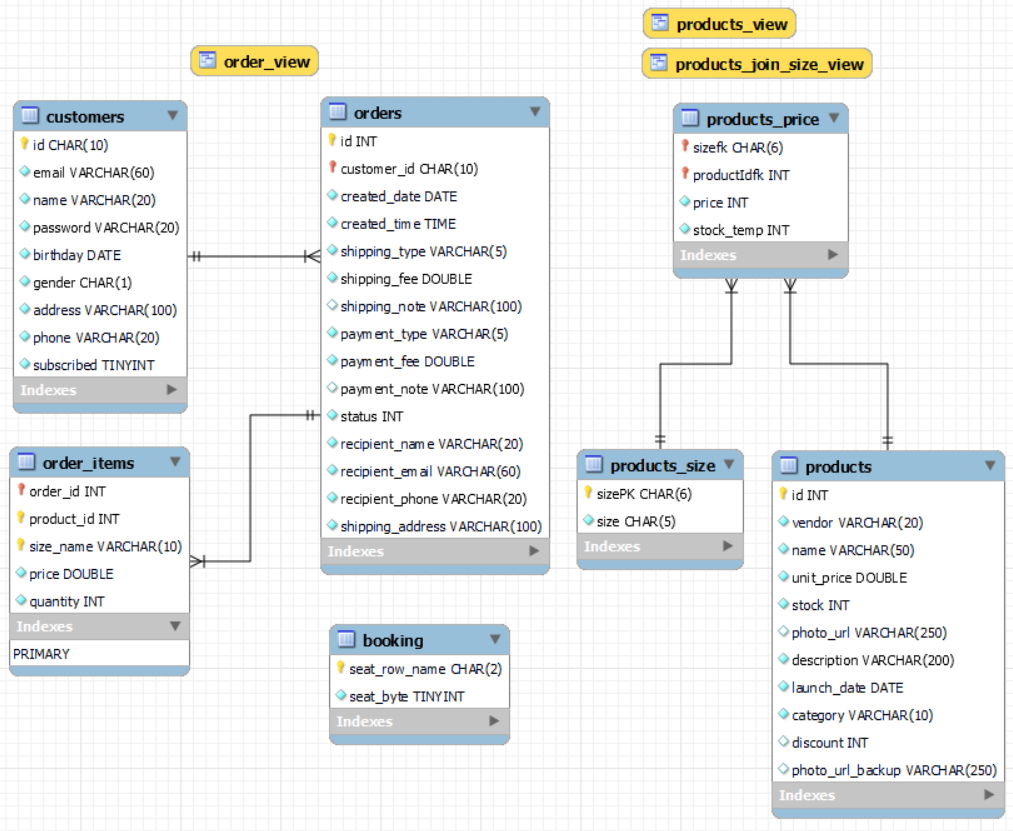 products_view
order_view
products_join_size_view
customers
id CHAR(10)
email VARCHAR(60)
name VARCHAR(20)
password VARCHAR(20)
birthday DATE
gender CHAR(1)
address VARCHAR(100)
phone VARCHAR(20)
subscribed TINYINT
Indexes
orders
id INT
customer_id CHAR(10)
created_date DATE
created_time TIME
shipping_type VARCHAR(5)
shipping_fee DOUBLE
shipping_note VARCHAR(100)
payment_type VARCHAR(5)
payment_fee DOUBLE
payment_note VARCHAR(100)
status INT
recipient_name VARCHAR(20)
recipient_email VARCHAR(60)
recipient_phone VARCHAR(20)
shipping_address VARCHAR(100)
Indexes
products_price
sizefk CHAR(6)
productIdfk INT
price INT
stock_temp INT
Indexes
order_items
order_id INT
product_id INT
size_name VARCHAR(10)
price DOUBLE
quantity INT
Indexes
PRIMARY
products_size
sizePK CHAR(6)
size CHAR(5)
Indexes
products
id INT
vendor VARCHAR(20)
name VARCHAR(50)
unit_price DOUBLE
stock INT
photo_url VARCHAR(250)
description VARCHAR(200)
launch_date DATE
category VARCHAR(10)
discount INT
photo_url_backup VARCHAR(250)
Indexes
booking
seat_row_name CHAR(2)
seat_byte TINYINT
Indexes